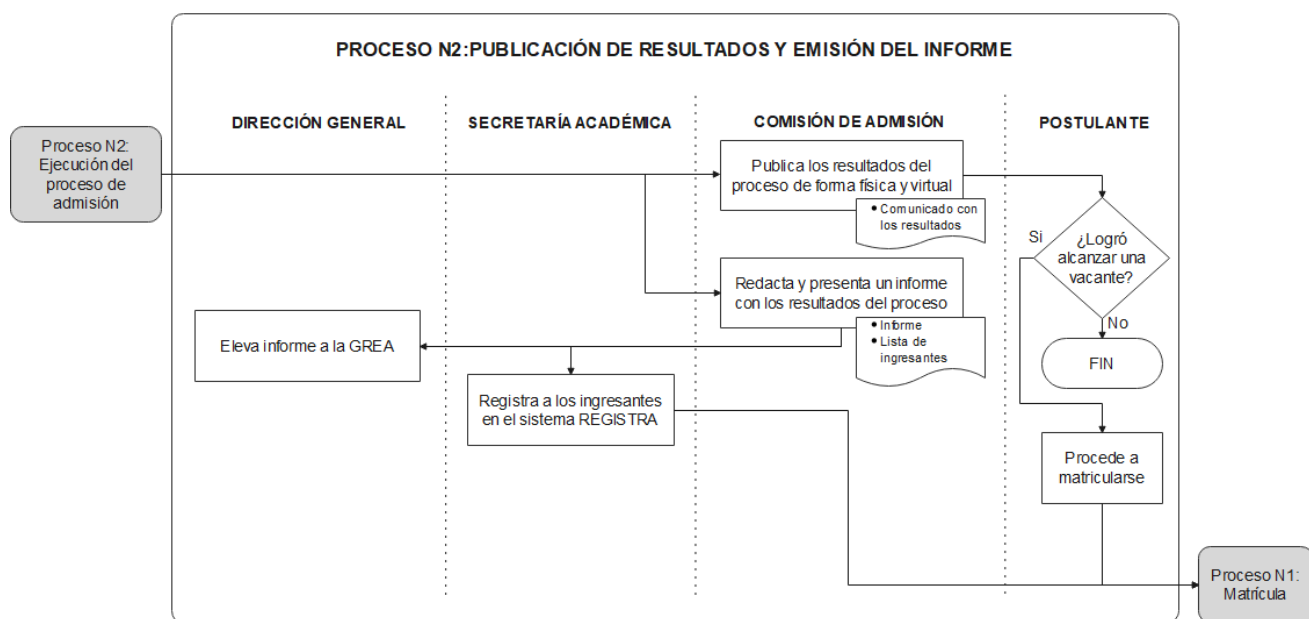 PROCESO N2:PUBLICACIÓN DE RESULTADOS Y EMISIÓN DEL INFORME
DIRECCIÓN GENERAL
SECRETARÍA ACADÉMICA
COMISIÓN DE ADMISIÓN
POSTULANTE
Proceso N2:
Ejecución del
proceso de
admisión
Publica los resultados del
proceso de forma física y virtual
• Comunicado con
los resultados
Si
¿Logró
alcanzar una
vacante?
Redacta y presenta un informe
con los resultados del proceso
• Informe
• Lista de
ingresantes
No
FIN
Eleva informe a la GREA
Registra a los ingresantes
en el sistema REGISTRA
Procede a
matricularse
Proceso N1:
Matrícula